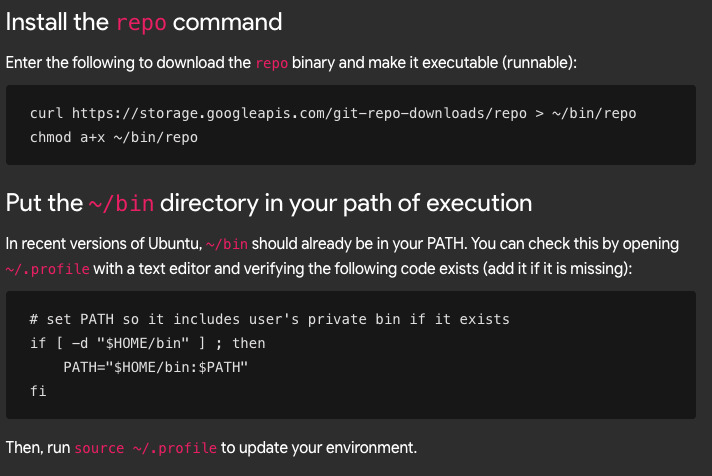 Install the repo command
Enter the following to download the repo binary and make it executable (runnable):
curl https://storage.googleapis.com/git-repo-downloads/repo > ~/bin/repo
chmod a+x ~/bin/repo
Put the ~/bin directory in your path of execution
In recent versions of Ubuntu, ~/bin should already be in your PATH. You can check this by opening
~/.profile with a text editor and verifying the following code exists (add it if it is missing):
# set PATH so it includes user's private bin if it exists
if [ -d "$HOME/bin" ] ; then
    PATH="$HOME/bin:$PATH"
fi
Then, run source ~/.profile to update your environment.